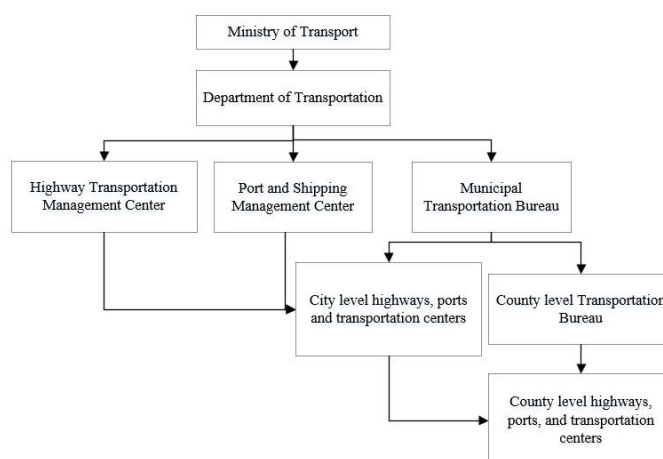 Ministry of Transport
Department of Transportation
Highway Transportation
Management Center
Port and Shipping
Management Center
Municipal
Transportation Bureau
City level highways, ports
and transportation centers
County level Transportation
Bureau
County level highways,
ports, and transportation
centers